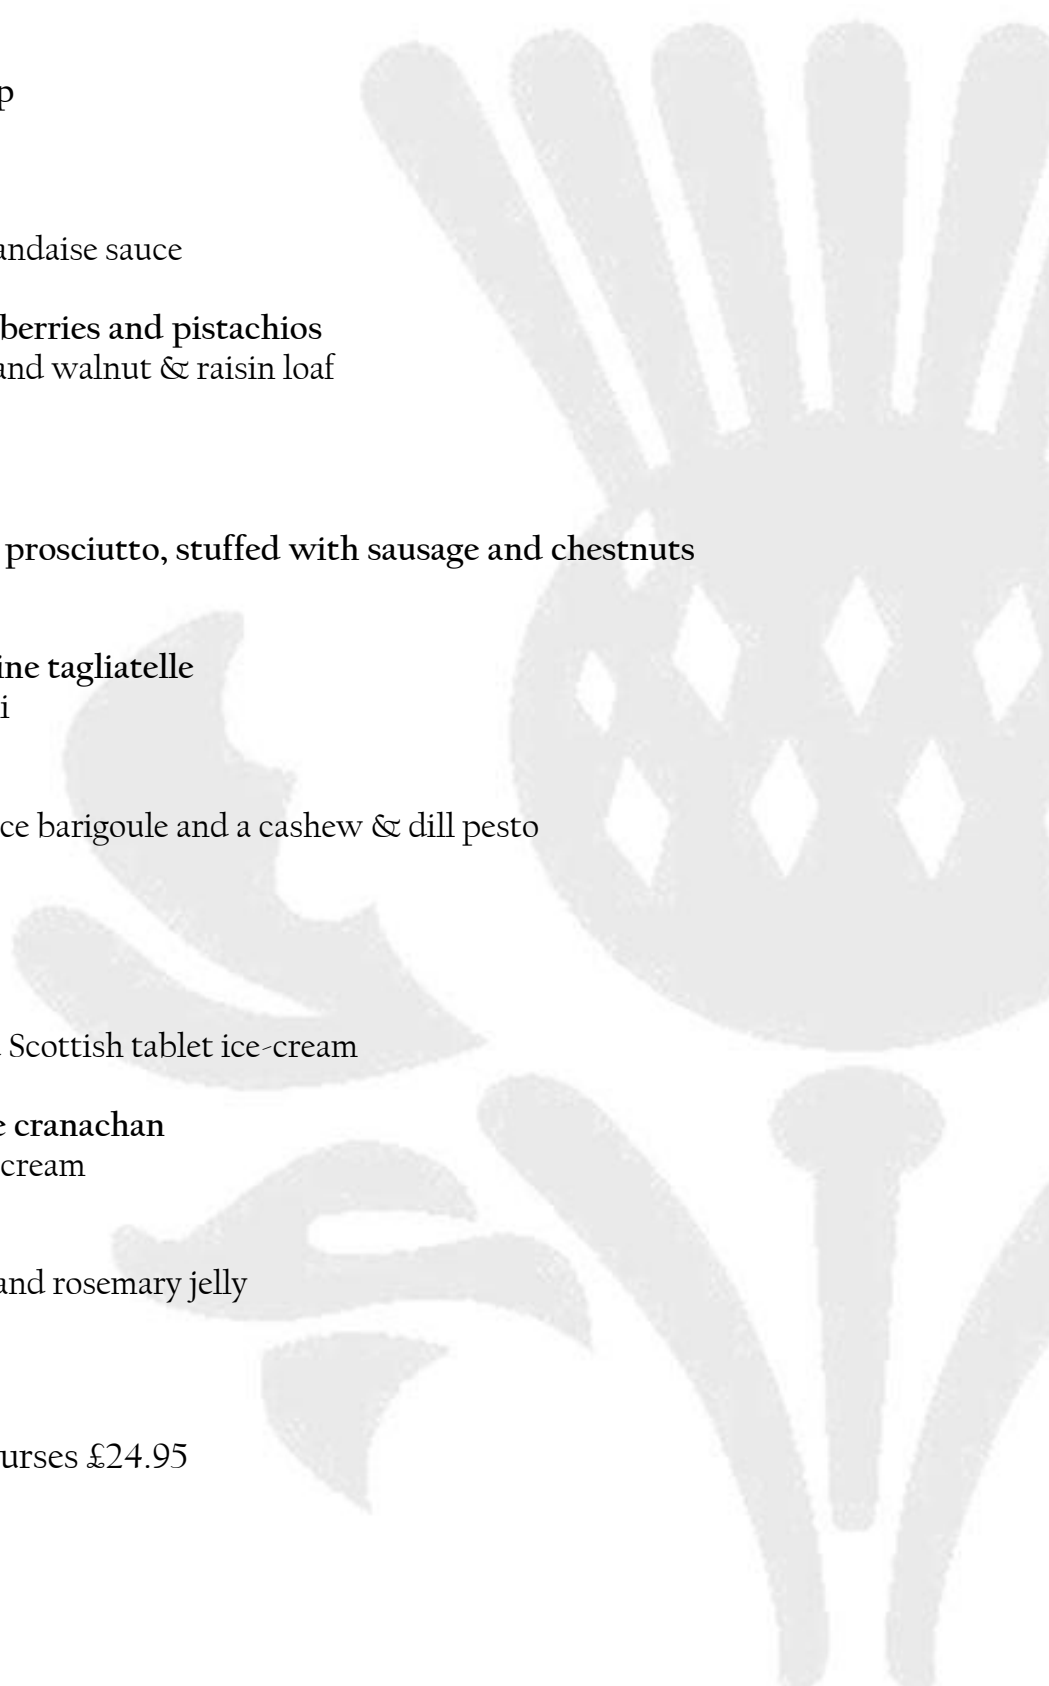 p
andaise sauce
berries and pistachios
and walnut & raisin loaf
prosciutto, stuffed with sausage and chestnuts
ine tagliatelle
i
ce barigoule and a cashew & dill pesto
Scottish tablet ice-cream
e cranachan
cream
and rosemary jelly
urses £24.95